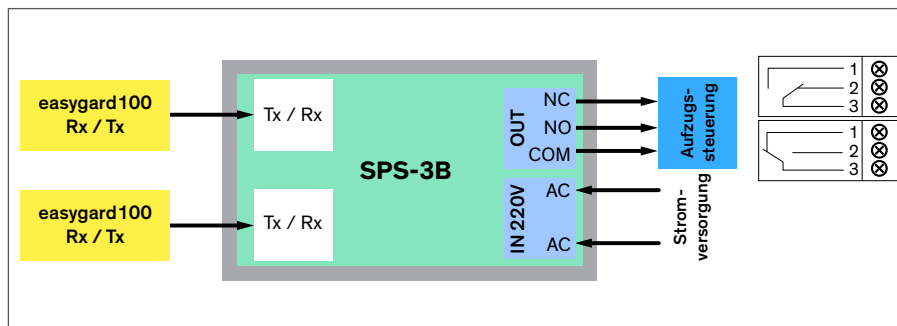 easygard100
Rx / Tx
easygard100
Rx / Tx
Tx / Rx
Tx / Rx
SPS-3B
OUT
NC
NO
COM
IN 220V
AC
AC
Aufzugs-
steuerung
Strom-
versorgung
1
2
3
1
2
3